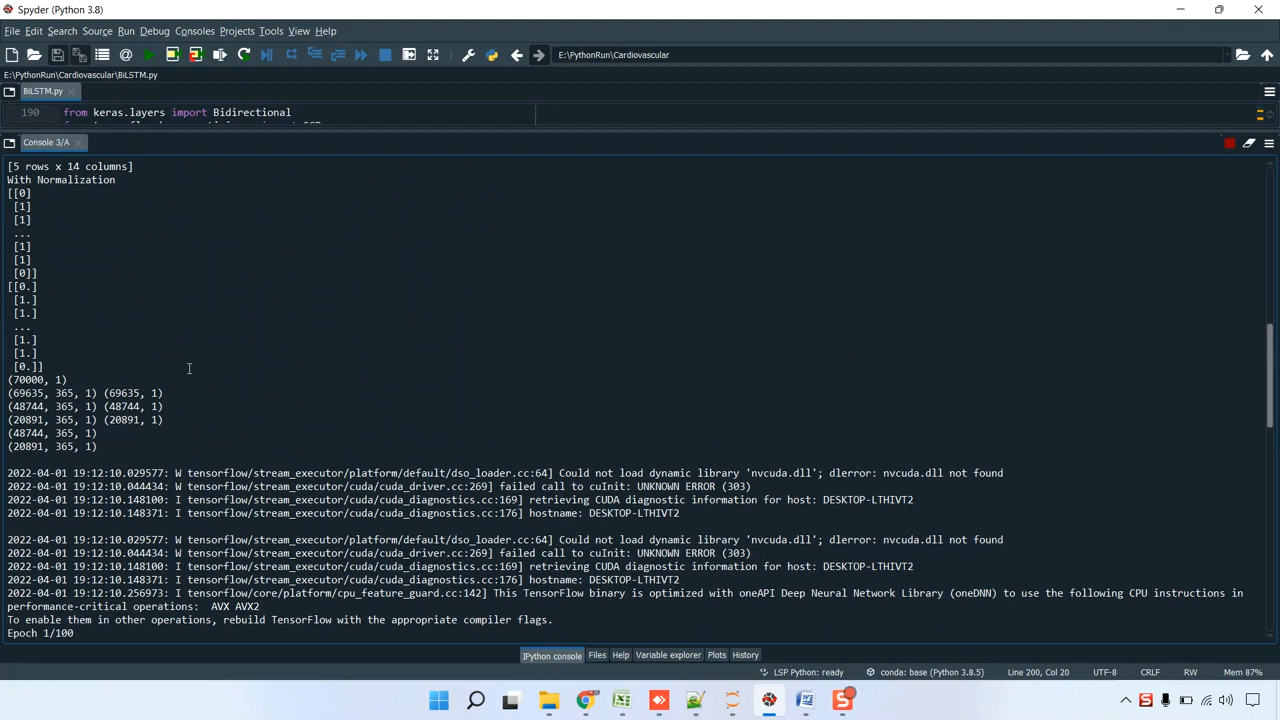 Spyder (Python 3.8)
File Edit Search Source Run Debug Consoles Projects Tools View Help
E:\PythonRun\Cardiovascular
E:\PythonRun\Cardiovascular\BiLSTM.py
BiLSTM.py
190 from keras.layers import Bidirectional
Console 3/A
[5 rows x 14 columns]
With Normalization
[[0]
[1]
[1]
...
[1]
[1]
[0]]
[[0.]
[1.]
[1.]
...
[1.]
[1.]
[0.]]
(70000, 1)
(69635, 365, 1) (69635, 1)
(48744, 365, 1) (48744, 1)
(20891, 365, 1) (20891, 1)
(48744, 365, 1)
(20891, 365, 1)
2022-04-01 19:12:10.029577: W tensorflow/stream_executor/platform/default/dso_loader.cc:64] Could not load dynamic library 'nvcuda.dll'; dlerror: nvcuda.dll not found
2022-04-01 19:12:10.044434: W tensorflow/stream_executor/cuda/cuda_driver.cc:269] failed call to cuInit: UNKNOWN ERROR (303)
2022-04-01 19:12:10.148100: I tensorflow/stream_executor/cuda/cuda_diagnostics.cc:169] retrieving CUDA diagnostic information for host: DESKTOP-LTHIVT2
2022-04-01 19:12:10.148371: I tensorflow/stream_executor/cuda/cuda_diagnostics.cc:176] hostname: DESKTOP-LTHIVT2
2022-04-01 19:12:10.029577: W tensorflow/stream_executor/platform/default/dso_loader.cc:64] Could not load dynamic library 'nvcuda.dll'; dlerror: nvcuda.dll not found
2022-04-01 19:12:10.044434: W tensorflow/stream_executor/cuda/cuda_driver.cc:269] failed call to cuInit: UNKNOWN ERROR (303)
2022-04-01 19:12:10.148100: I tensorflow/stream_executor/cuda/cuda_diagnostics.cc:169] retrieving CUDA diagnostic information for host: DESKTOP-LTHIVT2
2022-04-01 19:12:10.148371: I tensorflow/stream_executor/cuda/cuda_diagnostics.cc:176] hostname: DESKTOP-LTHIVT2
2022-04-01 19:12:10.256973: I tensorflow/core/platform/cpu_feature_guard.cc:142] This TensorFlow binary is optimized with oneAPI Deep Neural Network Library (oneDNN) to use the following CPU instructions in
performance-critical operations:  AVX AVX2
To enable them in other operations, rebuild TensorFlow with the appropriate compiler flags.
Epoch 1/100
IPython console Files Help Variable explorer Plots History
LSP Python: ready conda: base (Python 3.8.5) Line 200, Col 20 UTF-8 CRLF RW Mem 87%